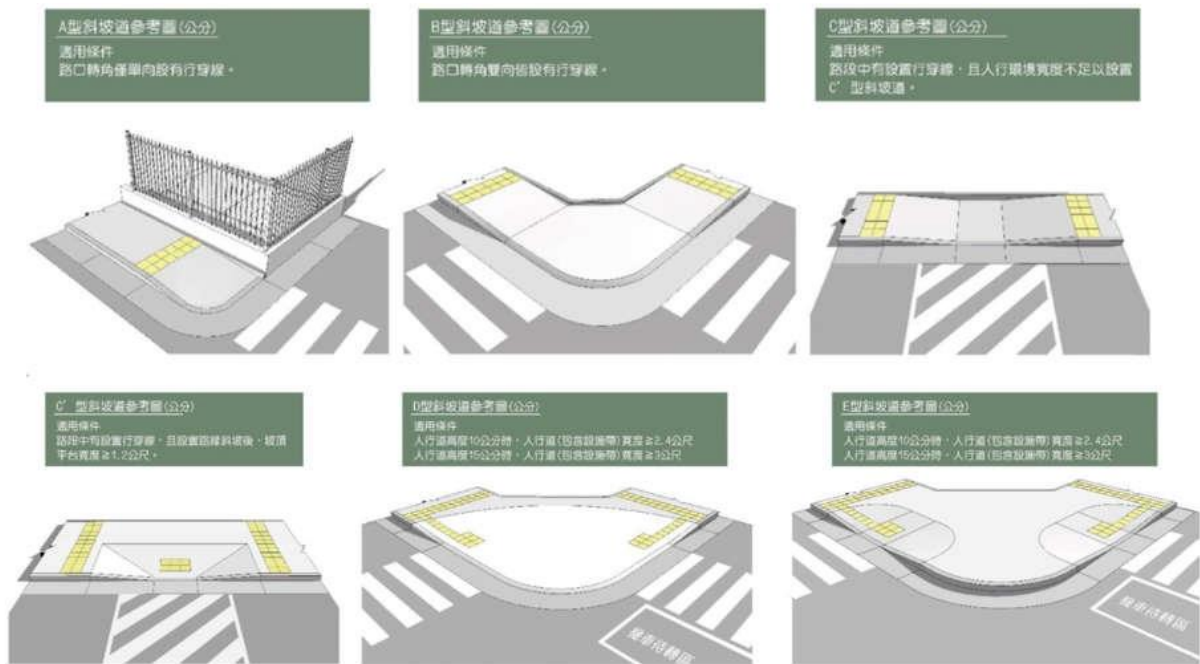 A型斜坡道參考圖(公分)
適用條件
路口轉角僅單向設有行穿線。
B型斜坡道參考圖(公分)
適用條件
路口轉角雙向皆設有行穿線。
C型斜坡道參考圖(公分)
適用條件
路段中有設置行穿線，且人行環境寬度不足以設置
C'型斜坡道。
C'型斜坡道參考圖(公分)
適用條件
路段中有設置行穿線，且設置路緣斜坡後，坡頂
平台寬度≧1.2公尺。
D型斜坡道參考圖(公分)
適用條件
人行道高度10公分時，人行道(包含設施帶)寬度≧2.4公尺
人行道高度15公分時，人行道(包含設施帶)寬度≧3公尺
機車待轉區
E型斜坡道參考圖(公分)
適用條件
人行道高度10公分時，人行道(包含設施帶)寬度≧2.4公尺
人行道高度15公分時，人行道(包含設施帶)寬度≧3公尺
機車待轉區